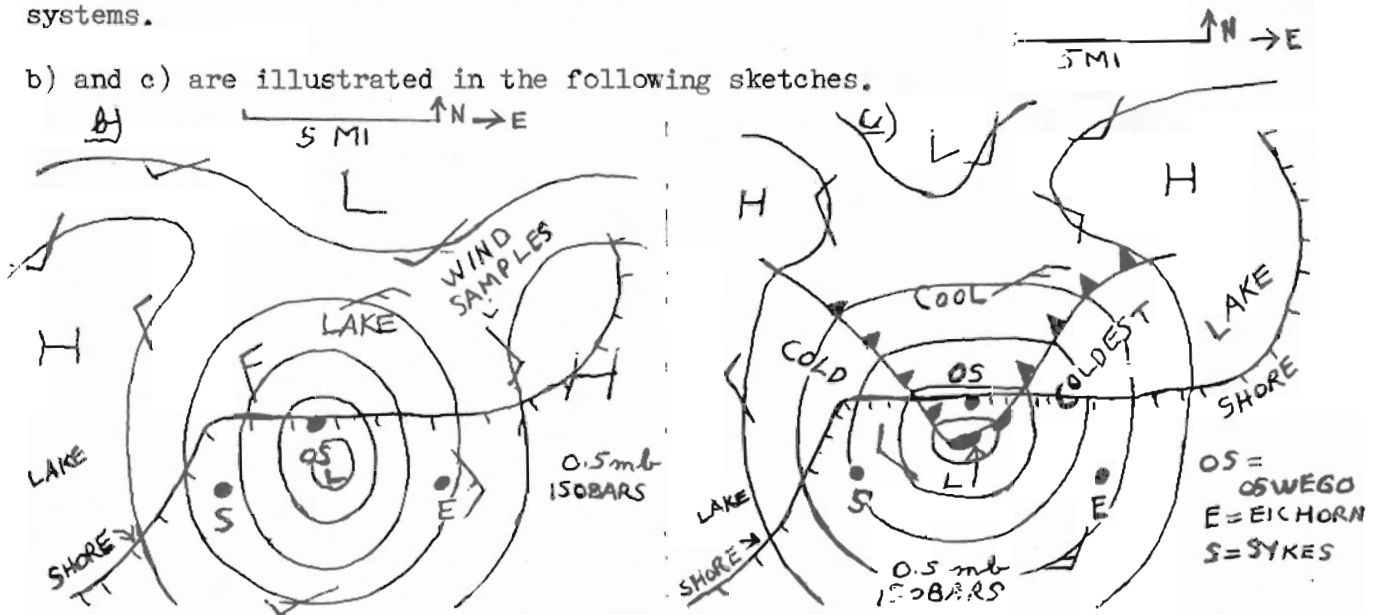 systems.
N
E
5 MI
b) and c) are illustrated in the following sketches.
b)
N
E
5 MI
L
H
WIND
SAMPLES
LAKE
H
OS
L
S
E
LAKE
SHORE
0.5 mb
ISOBARS
c)
L
H
H
COOL
COLD
COLDEST
LAKE
SHORE
OS
L
S
E
LAKE
SHORE
0.5 mb
ISOBARS
OS =
OSWEGO
E = EICHORN
S = SYKES